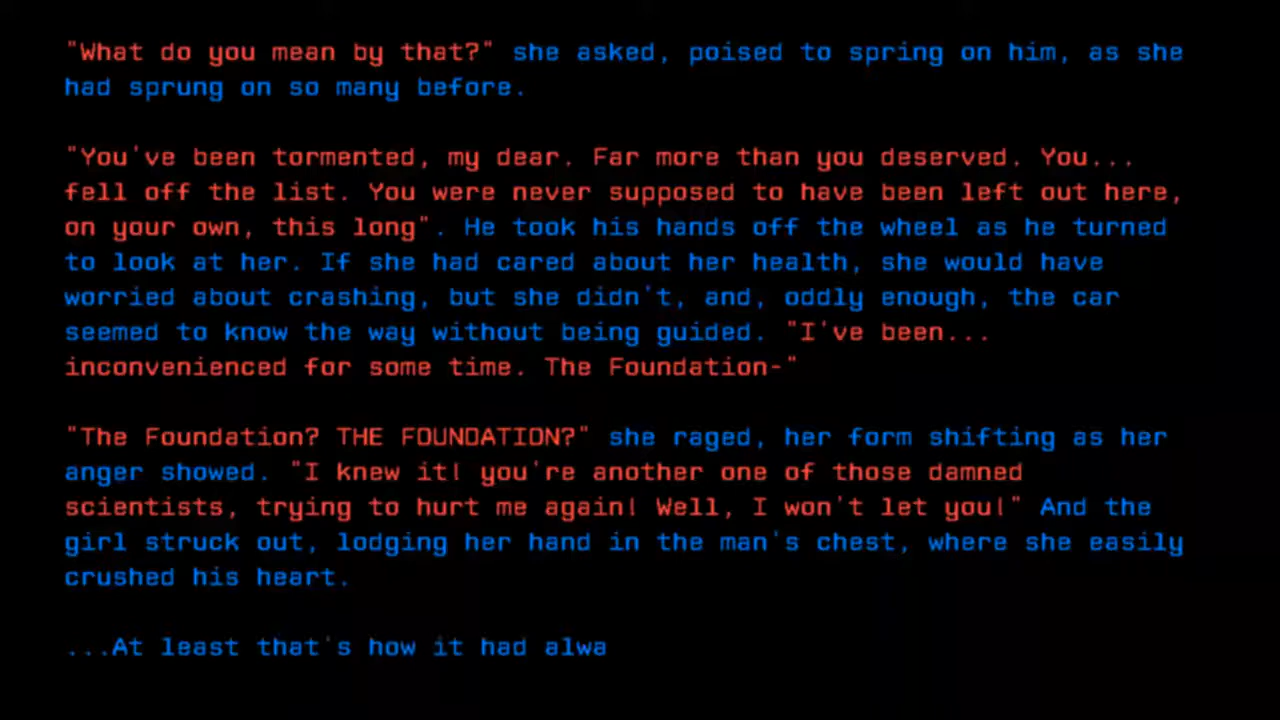 "What do you mean by that?" she asked, poised to spring on him, as she
had sprung on so many before.
"You've been tormented, my dear. Far more than you deserved. You...
fell off the list. You were never supposed to have been left out here,
on your own, this long". He took his hands off the wheel as he turned
to look at her. If she had cared about her health, she would have
worried about crashing, but she didn't, and, oddly enough, the car
seemed to know the way without being guided. "I've been...
inconvenienced for some time. The Foundation-"
"The Foundation? THE FOUNDATION?" she raged, her form shifting as her
anger showed. "I knew it! you're another one of those damned
scientists, trying to hurt me again! Well, I won't let you!" And the
girl struck out, lodging her hand in the man's chest, where she easily
crushed his heart.
...At least that's how it had alwa